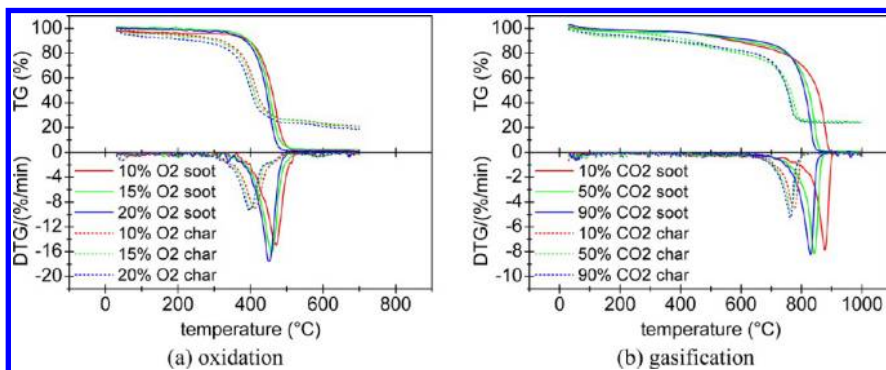 TG (%)
100
80
60
40
20
0
DTG/(%/min)
-4
-8
-12
-16
-20
10% O2 soot
15% O2 soot
20% O2 soot
10% O2 char
15% O2 char
20% O2 char
0 200 400 600 800
temperature (°C)
(a) oxidation
TG (%)
100
80
60
40
20
0
DTG/(%/min)
-2
-4
-6
-8
-10
10% CO2 soot
50% CO2 soot
90% CO2 soot
10% CO2 char
50% CO2 char
90% CO2 char
0 200 400 600 800 1000
temperature (°C)
(b) gasification